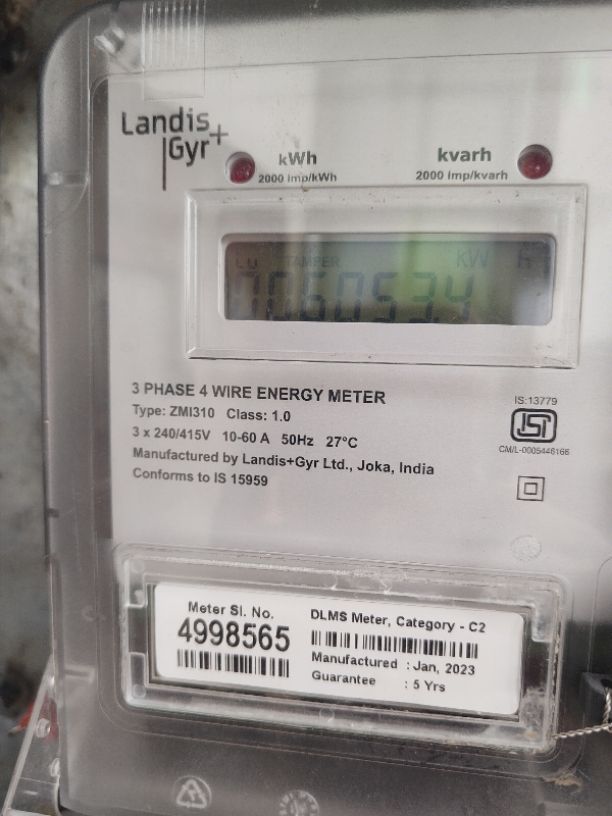 Landis+
Gyr
kWh
2000 imp/kWh
kvarh
2000 imp/kvarh
TAMPER
kW
006053.4
3 PHASE 4 WIRE ENERGY METER
Type: ZMI310 Class: 1.0
3 x 240/415V 10-60 A 50Hz 27°C
Manufactured by Landis+Gyr Ltd., Joka, India
Conforms to IS 15959
IS:13779
ISI
CM/L-0005446166
Meter Sl. No.
4998565
DLMS Meter, Category - C2
Manufactured : Jan, 2023
Guarantee : 5 Yrs